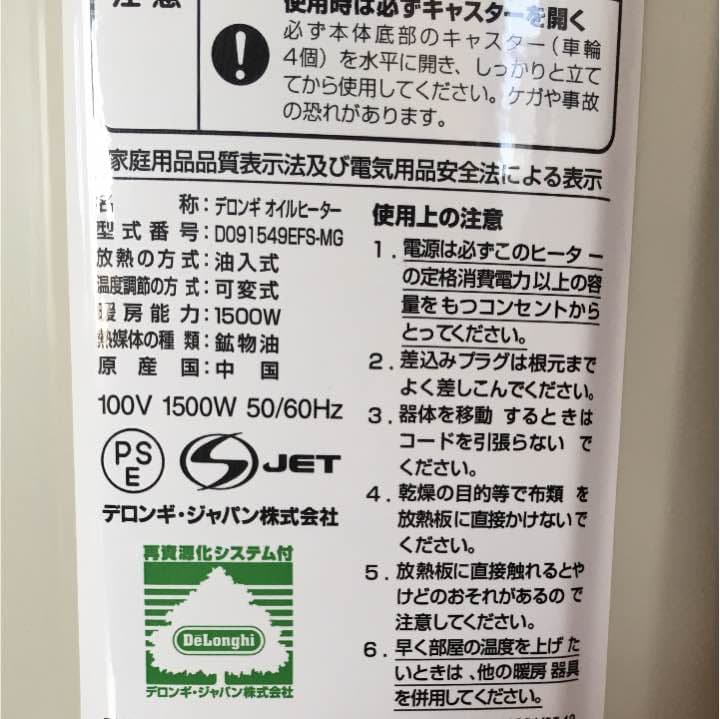 注意
使用時は必ずキャスターを開く
必ず本体底部のキャスター(車輪
4個)を水平に開き、しっかりと立て
てから使用してください。ケガや事故
の恐れがあります。
家庭用品品質表示法及び電気用品安全法による表示
名称:デロンギ オイルヒーター
型式番号:D091549EFS-MG
放熱の方式:油入式
温度調節の方式:可変式
暖房能力:1500W
熱媒体の種類:鉱物油
原産国:中国
100V 1500W 50/60Hz
PS
E
S JET
デロンギ・ジャパン株式会社
再資源化システム付
DeLonghi
デロンギ・ジャパン株式会社
使用上の注意
1.電源は必ずこのヒーター
の定格消費電力以上の容
量をもつコンセントから
とってください。
2.差込みプラグは根元まで
よく差しこんでください。
3.器体を移動 するときは
コードを引張らない で
ください。
4.乾燥の目的等で布類 を
放熱板に直接かけないで
ください。
5.放熱板に直接触れるとや
けどのおそれがあるの で
注意してください。
6.早く部屋の温度を上げ た
いときは、他の暖房 器具
を併用してください。